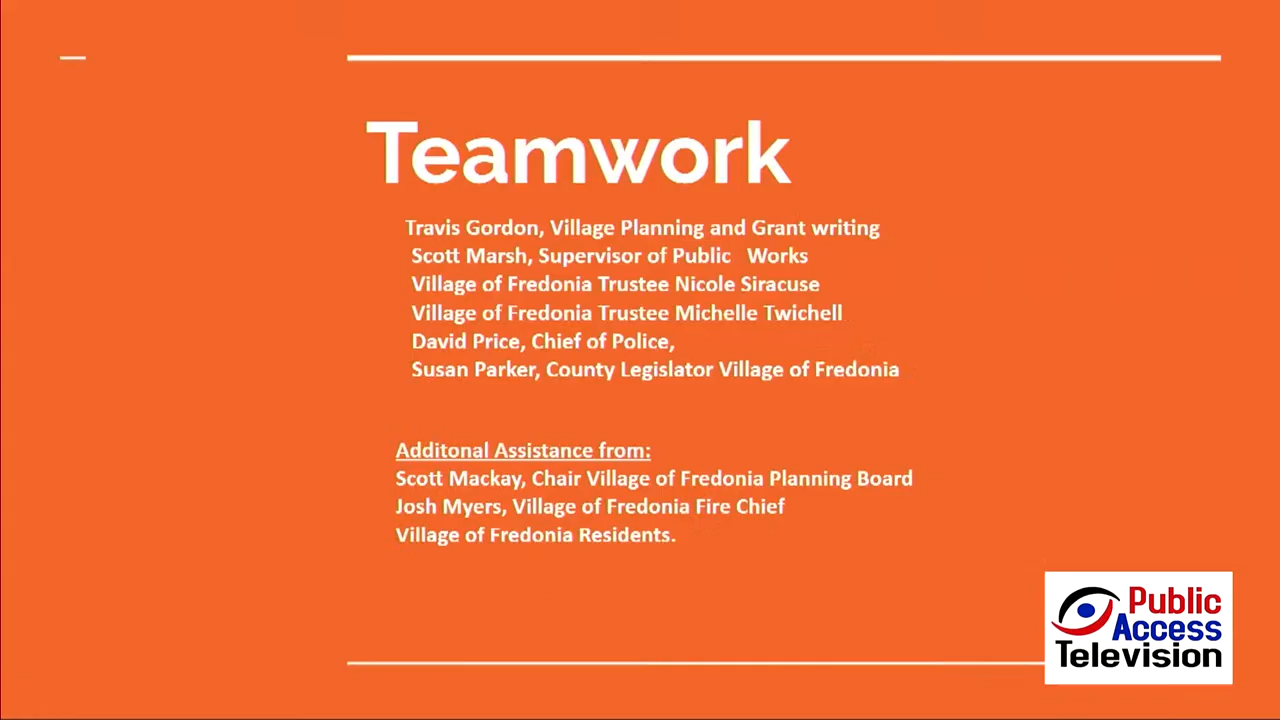 Teamwork
Travis Gordon, Village Planning and Grant writing
Scott Marsh, Supervisor of Public Works
Village of Fredonia Trustee Nicole Siracuse
Village of Fredonia Trustee Michelle Twichell
David Price, Chief of Police,
Susan Parker, County Legislator Village of Fredonia
Additonal Assistance from:
Scott Mackay, Chair Village of Fredonia Planning Board
Josh Myers, Village of Fredonia Fire Chief
Village of Fredonia Residents.
Public
Access
Television